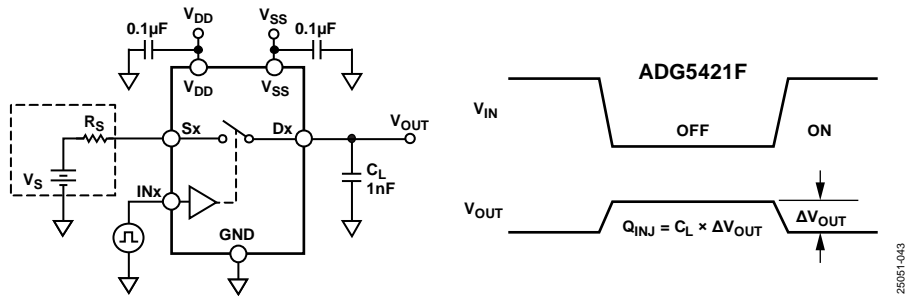 VDD
VSS
0.1µF
0.1µF
VDD
VSS
ADG5421F
RS
Sx
Dx
VOUT
VS
INx
CL
1nF
GND
VIN
OFF
ON
VOUT
QINJ = CL × ΔVOUT
ΔVOUT
25051-043